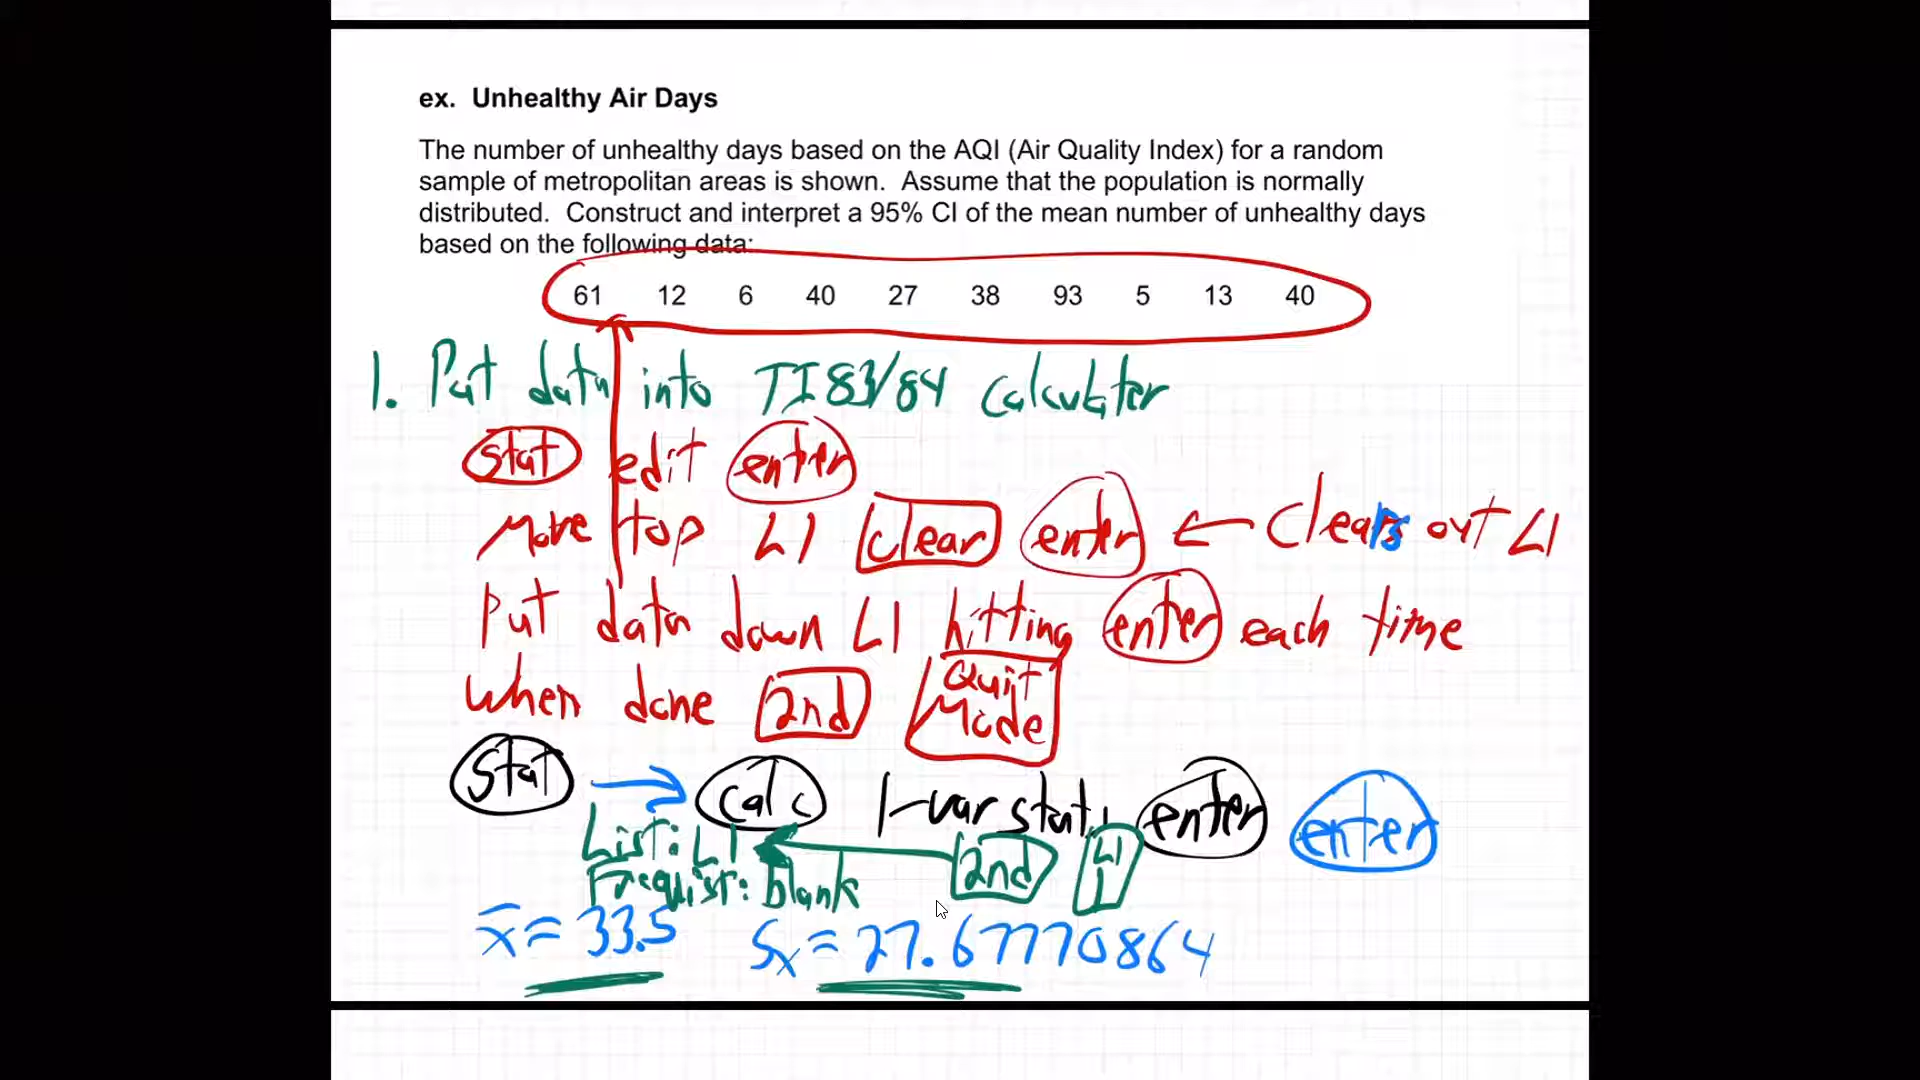 ex. Unhealthy Air Days
The number of unhealthy days based on the AQI (Air Quality Index) for a random
sample of metropolitan areas is shown. Assume that the population is normally
distributed. Construct and interpret a 95% CI of the mean number of unhealthy days
based on the following data:
61 12 6 40 27 38 93 5 13 40
1. Put data into TI83/84 calculator
stat edit enter
Move top L1 clear enter ← Clears out L1
Put data down L1 hitting enter each time
when done 2nd Quit Mode
stat → calc 1-var stat enter enter
List: L1 ← 2nd L1 1
Freqlist: blank
x̄ = 33.5 Sx = 27.67770864